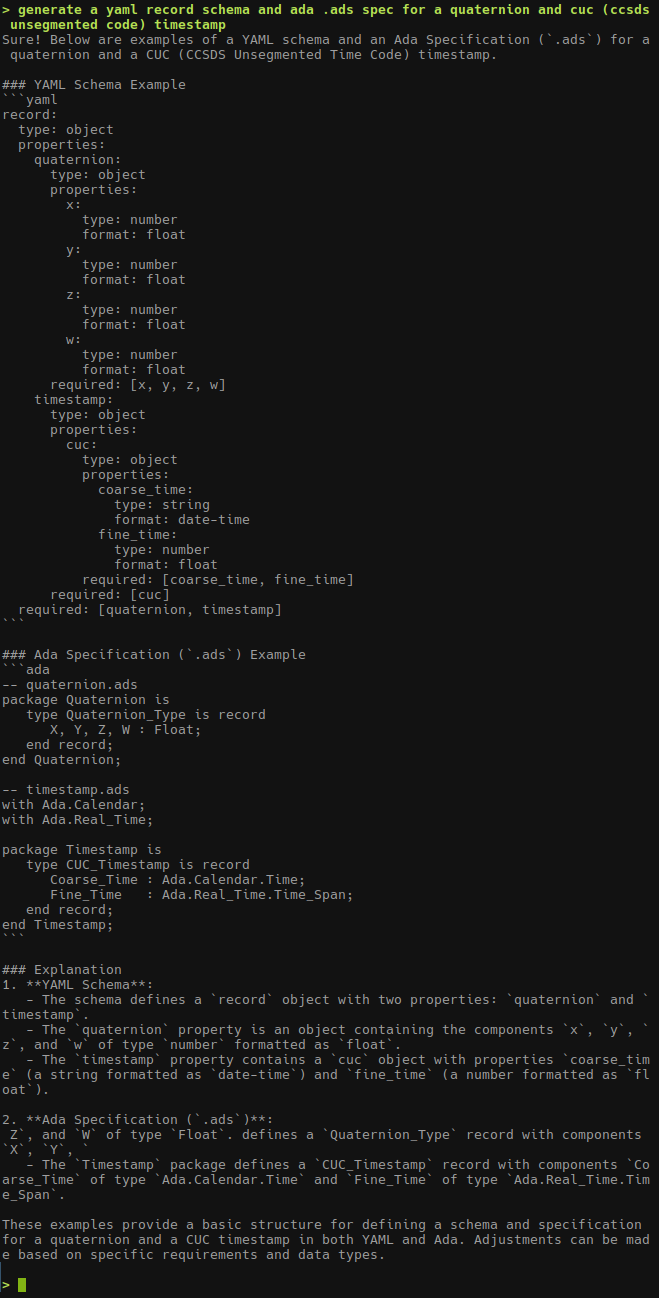 > generate a yaml record schema and ada .ads spec for a quaternion and cuc (ccsds
 unsegmented code) timestamp
Sure! Below are examples of a YAML schema and an Ada Specification (`.ads`) for a
 quaternion and a CUC (CCSDS Unsegmented Time Code) timestamp.

### YAML Schema Example
```yaml
record:
  type: object
  properties:
    quaternion:
      type: object
      properties:
        x:
          type: number
          format: float
        y:
          type: number
          format: float
        z:
          type: number
          format: float
        w:
          type: number
          format: float
      required: [x, y, z, w]
    timestamp:
      type: object
      properties:
        cuc:
          type: object
          properties:
            coarse_time:
              type: string
              format: date-time
            fine_time:
              type: number
              format: float
          required: [coarse_time, fine_time]
      required: [cuc]
  required: [quaternion, timestamp]
```

### Ada Specification (`.ads`) Example
```ada
-- quaternion.ads
package Quaternion is
   type Quaternion_Type is record
      X, Y, Z, W : Float;
   end record;
end Quaternion;

-- timestamp.ads
with Ada.Calendar;
with Ada.Real_Time;

package Timestamp is
   type CUC_Timestamp is record
      Coarse_Time : Ada.Calendar.Time;
      Fine_Time   : Ada.Real_Time.Time_Span;
   end record;
end Timestamp;
```

### Explanation
1. **YAML Schema**:
   - The schema defines a `record` object with two properties: `quaternion` and `
timestamp`.
   - The `quaternion` property is an object containing the components `x`, `y`, `
z`, and `w` of type `number` formatted as `float`.
   - The `timestamp` property contains a `cuc` object with properties `coarse_tim
e` (a string formatted as `date-time`) and `fine_time` (a number formatted as `fl
oat`).

2. **Ada Specification (`.ads`)**:
 Z`, and `W` of type `Float`. defines a `Quaternion_Type` record with components
`X`, `Y`, `
   - The `Timestamp` package defines a `CUC_Timestamp` record with components `Co
arse_Time` of type `Ada.Calendar.Time` and `Fine_Time` of type `Ada.Real_Time.Tim
e_Span`.

These examples provide a basic structure for defining a schema and specification
for a quaternion and a CUC timestamp in both YAML and Ada. Adjustments can be mad
e based on specific requirements and data types.

>